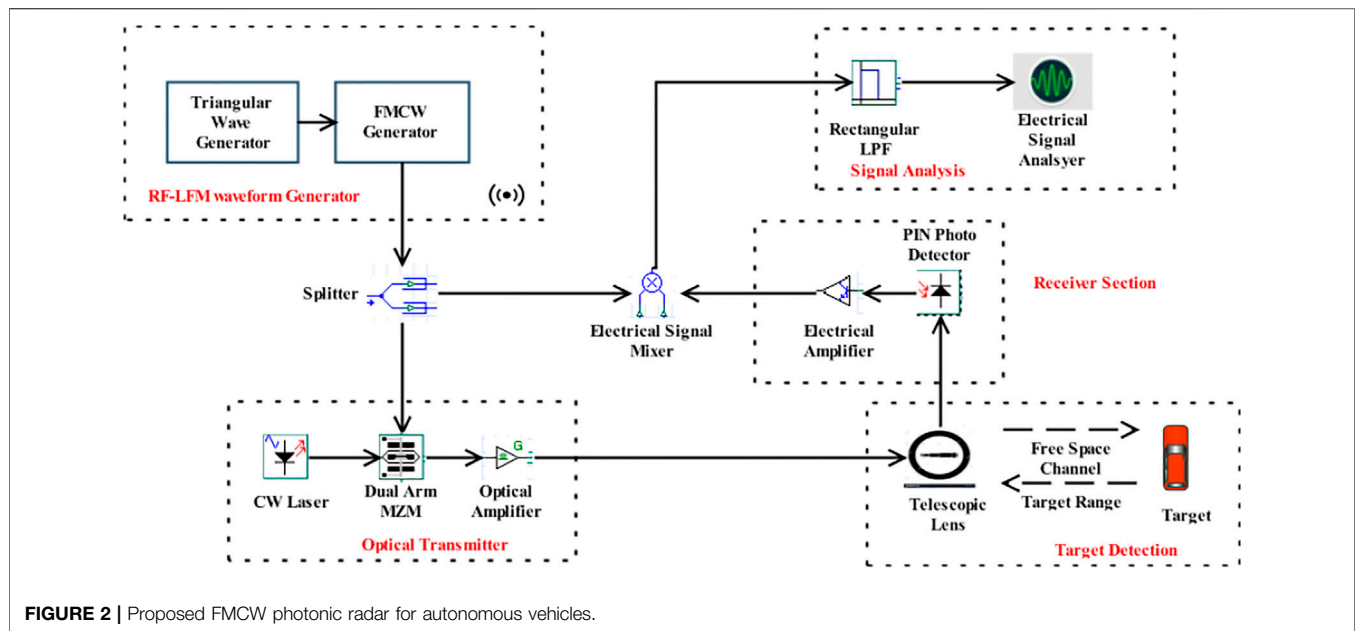 Triangular
Wave
Generator
FMCW
Generator
RF-LFM waveform Generator
Rectangular
LPF
Electrical
Signal
Analsyer
Signal Analysis
Splitter
Electrical Signal
Mixer
PIN Photo
Detector
Electrical
Amplifier
Receiver Section
CW Laser
Dual Arm
MZM
G
Optical
Amplifier
Optical Transmitter
Telescopic
Lens
Free Space
Channel
Target Range
Target
Target Detection
FIGURE 2 | Proposed FMCW photonic radar for autonomous vehicles.